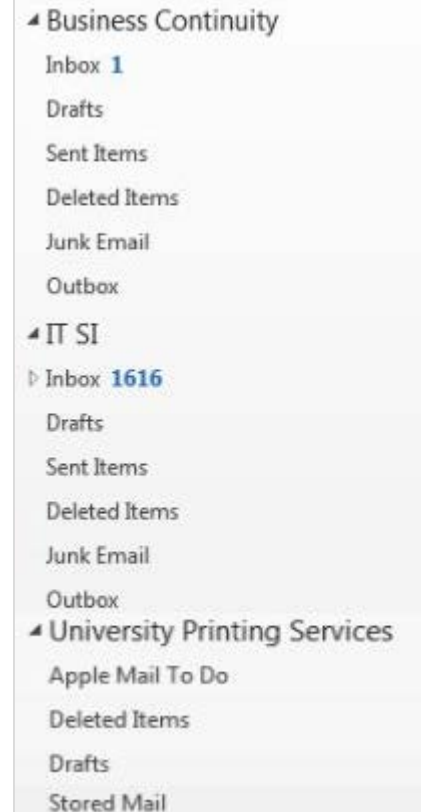 Business Continuity
Inbox 1
Drafts
Sent Items
Deleted Items
Junk Email
Outbox
IT SI
Inbox 1616
Drafts
Sent Items
Deleted Items
Junk Email
Outbox
University Printing Services
Apple Mail To Do
Deleted Items
Drafts
Stored Mail